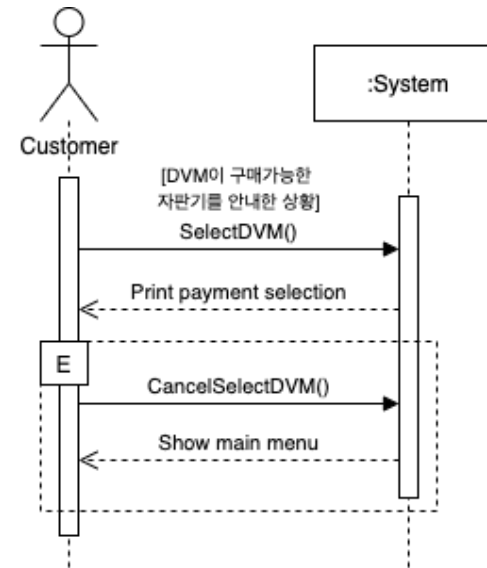 :System
Customer
[DVM이 구매가능한
자판기를 안내한 상황]
SelectDVM()
Print payment selection
E
CancelSelectDVM()
Show main menu